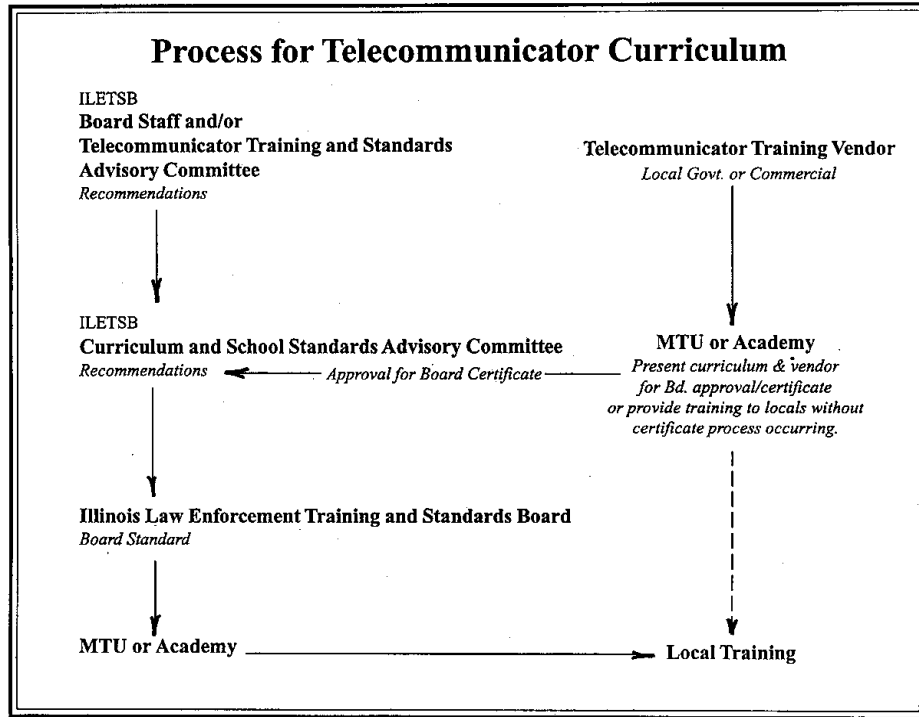 Process for Telecommunicator Curriculum
ILETSB
Board Staff and/or
Telecommunicator Training and Standards
Advisory Committee
Recommendations
Telecommunicator Training Vendor
Local Govt. or Commercial
ILETSB
Curriculum and School Standards Advisory Committee
Recommendations
Approval for Board Certificate
MTU or Academy
Present curriculum & vendor
for Bd. approval/certificate
or provide training to locals without
certificate process occurring.
Illinois Law Enforcement Training and Standards Board
Board Standard
MTU or Academy
Local Training